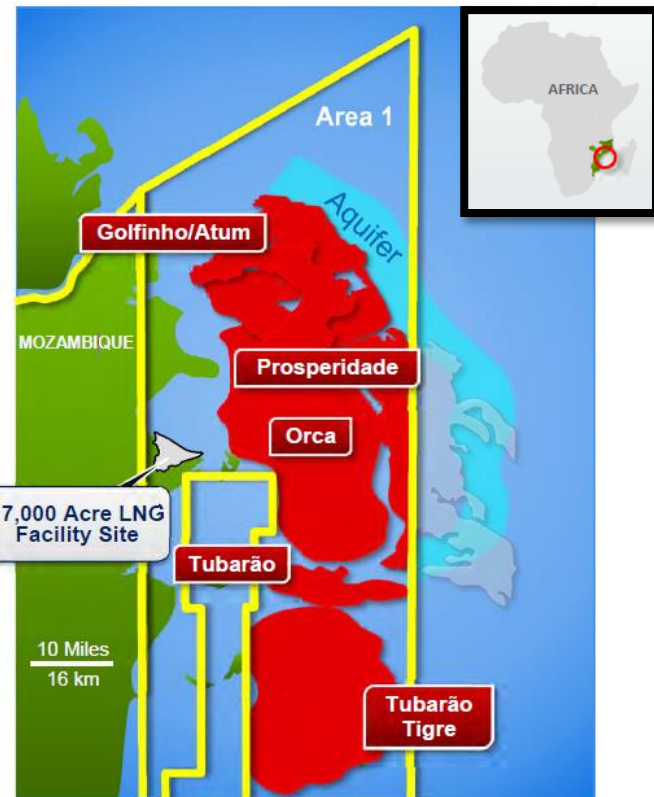 AFRICA
Area 1
Aquifer
Golfinho/Atum
MOZAMBIQUE
Prosperidade
Orca
7,000 Acre LNG
Facility Site
Tubarão
10 Miles
16 km
Tubarão
Tigre